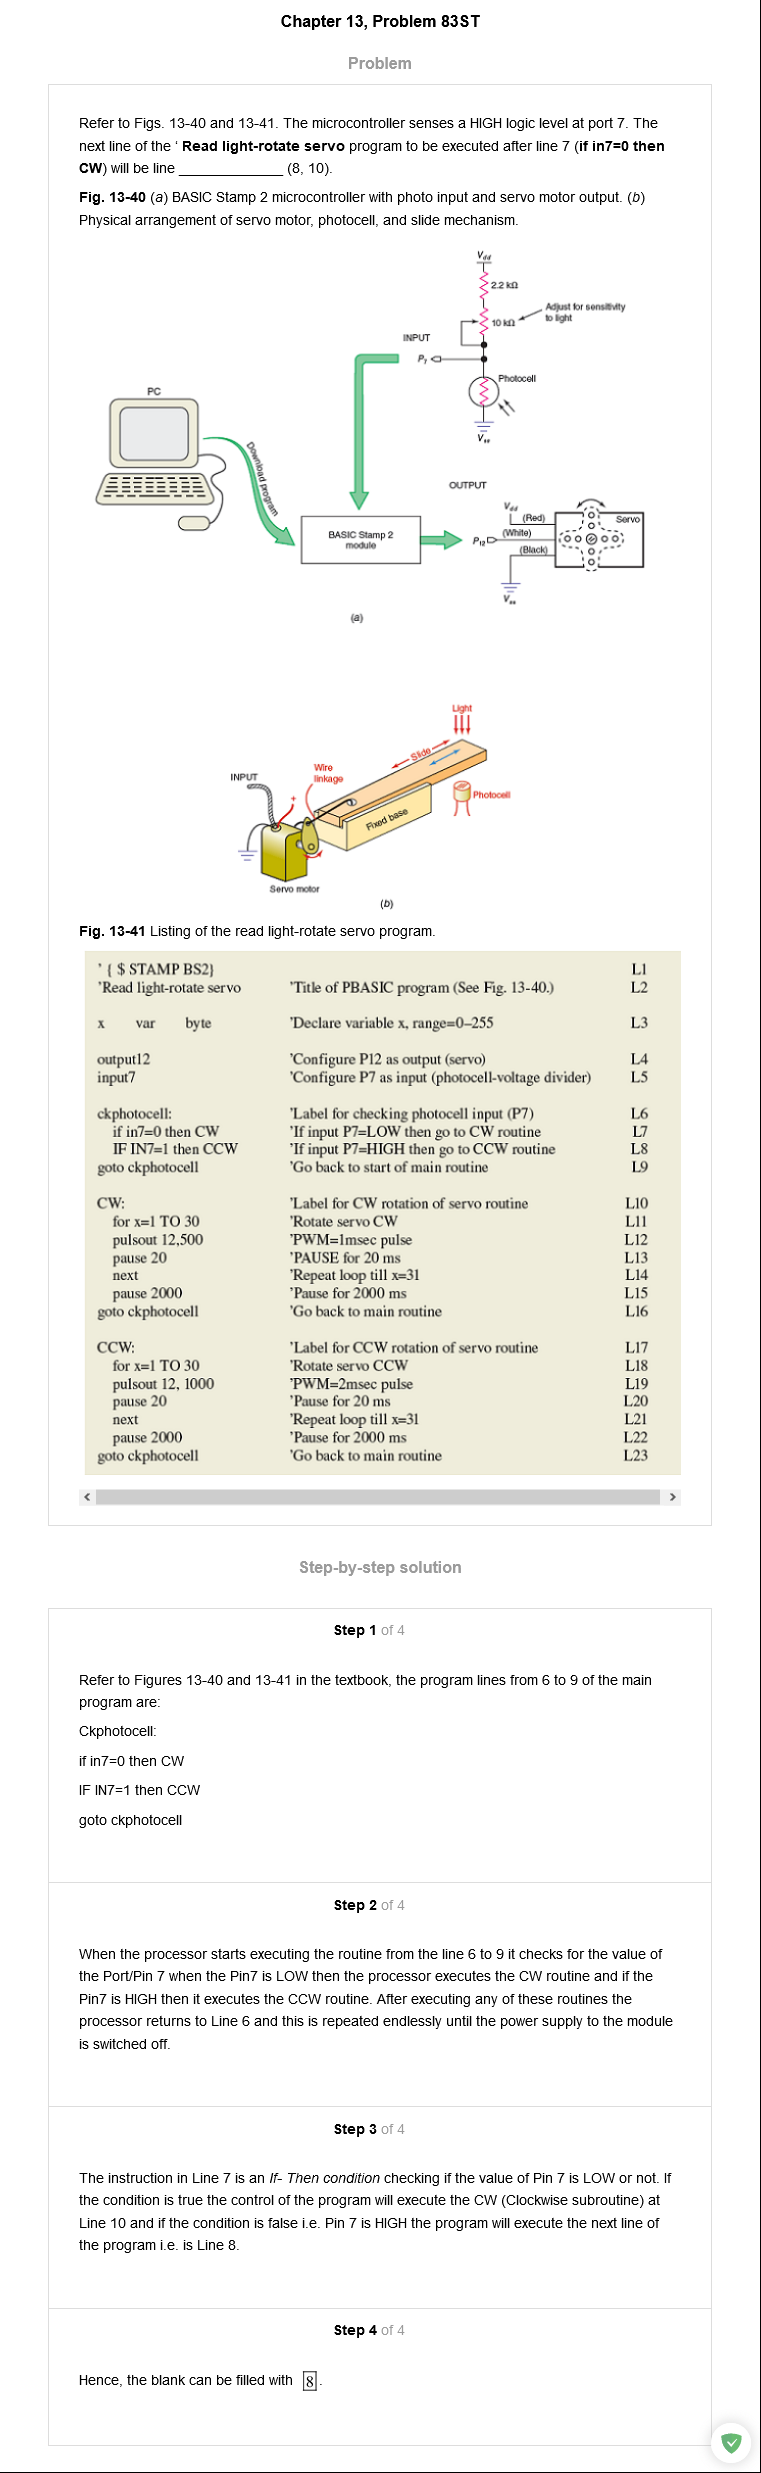 Chapter 13, Problem 83ST
Problem
Refer to Figs. 13-40 and 13-41. The microcontroller senses a HIGH logic level at port 7. The
next line of the ‘ Read light-rotate servo program to be executed after line 7 (if in7=0 then
CW) will be line ______________ (8, 10).
Fig. 13-40 (a) BASIC Stamp 2 microcontroller with photo input and servo motor output. (b)
Physical arrangement of servo motor, photocell, and slide mechanism.
Vdd
2.2 kΩ
Adjust for sensitivity
to light
10 kΩ
INPUT
P7
Photocell
PC
Vss
Download program
OUTPUT
Vdd
(Red)
Servo
BASIC Stamp 2
module
P12
(White)
(Black)
Vss
(a)
Light
Slide
Wire
linkage
INPUT
+
Photocell
Fixed base
Servo motor
(b)
Fig. 13-41 Listing of the read light-rotate servo program.
' { $ STAMP BS2} L1
'Read light-rotate servo 'Title of PBASIC program (See Fig. 13-40.) L2
x var byte 'Declare variable x, range=0–255 L3
output12 'Configure P12 as output (servo) L4
input7 'Configure P7 as input (photocell-voltage divider) L5
ckphotocell: 'Label for checking photocell input (P7) L6
if in7=0 then CW 'If input P7=LOW then go to CW routine L7
IF IN7=1 then CCW 'If input P7=HIGH then go to CCW routine L8
goto ckphotocell 'Go back to start of main routine L9
CW: 'Label for CW rotation of servo routine L10
for x=1 TO 30 'Rotate servo CW L11
pulsout 12,500 'PWM=1msec pulse L12
pause 20 'PAUSE for 20 ms L13
next 'Repeat loop till x=31 L14
pause 2000 'Pause for 2000 ms L15
goto ckphotocell 'Go back to main routine L16
CCW: 'Label for CCW rotation of servo routine L17
for x=1 TO 30 'Rotate servo CCW L18
pulsout 12, 1000 'PWM=2msec pulse L19
pause 20 'Pause for 20 ms L20
next 'Repeat loop till x=31 L21
pause 2000 'Pause for 2000 ms L22
goto ckphotocell 'Go back to main routine L23
Step-by-step solution
Step 1 of 4
Refer to Figures 13-40 and 13-41 in the textbook, the program lines from 6 to 9 of the main
program are:
Ckphotocell:
if in7=0 then CW
IF IN7=1 then CCW
goto ckphotocell
Step 2 of 4
When the processor starts executing the routine from the line 6 to 9 it checks for the value of
the Port/Pin 7 when the Pin7 is LOW then the processor executes the CW routine and if the
Pin7 is HIGH then it executes the CCW routine. After executing any of these routines the
processor returns to Line 6 and this is repeated endlessly until the power supply to the module
is switched off.
Step 3 of 4
The instruction in Line 7 is an If- Then condition checking if the value of Pin 7 is LOW or not. If
the condition is true the control of the program will execute the CW (Clockwise subroutine) at
Line 10 and if the condition is false i.e. Pin 7 is HIGH the program will execute the next line of
the program i.e. is Line 8.
Step 4 of 4
Hence, the blank can be filled with 8.